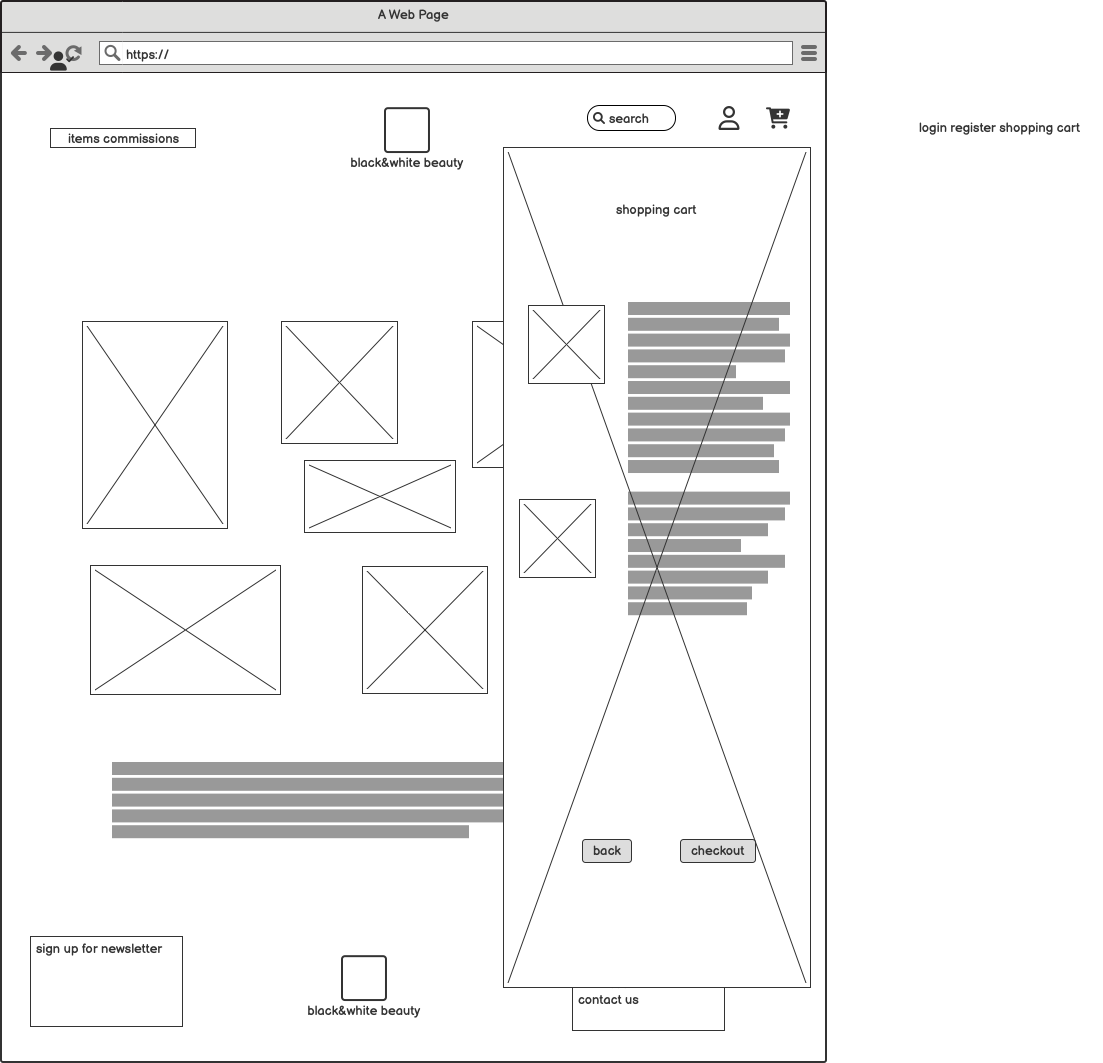 A Web Page
https://
search
items commissions
login register shopping cart
black&white beauty
shopping cart
back
checkout
sign up for newsletter
contact us
black&white beauty